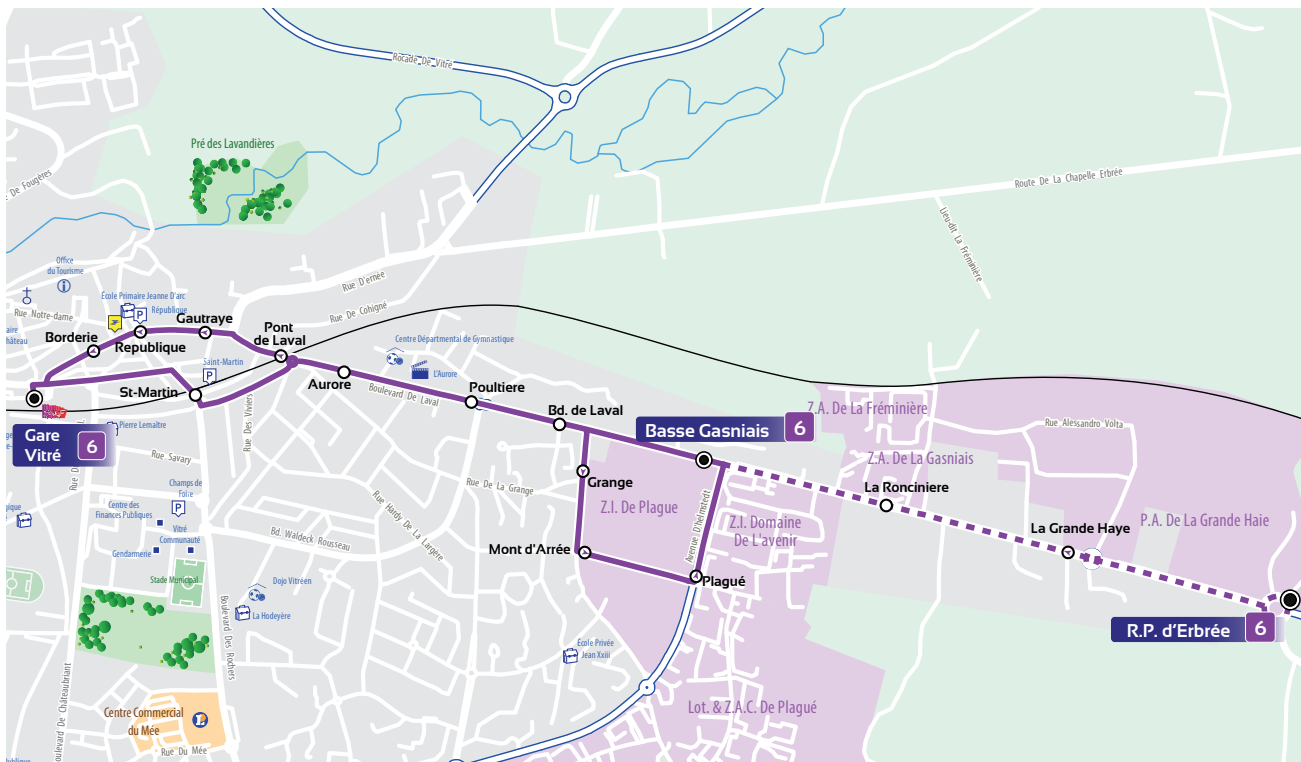 Rocade De Vitré
Pré des Lavandières
De Fougères
Route De La Chapelle Erbrée
Lieu-dit La Fréminière
Office
du Tourisme
Rue D'ernée
École Primaire Jeanne D'arc
P
République
Rue Notre-dame
Rue De Cohigné
Gautraye
Pont
de Laval
Borderie
Republique
Centre Départmental de Gymnastique
L'Aurore
Saint-Martin
P
St-Martin
Aurore
Boulevard De Laval
Poultiere
Bd. de Laval
Z.A. De La Fréminière
Basse Gasniais 6
Rue Alessandro Volta
Gare
Vitré 6
Pierre Lemaître
Rue Des Viviers
Rue Savary
Z.A. De La Gasniais
La Ronciniere
Champs de
Foire
P
Rue De La Grange
Grange
Z.I. De Plague
Avenue D'helmstedt
Z.I. Domaine
De L'avenir
P.A. De La Grande Haie
La Grande Haye
Centre des
Finances Publiques
Vitré
Communauté
Gendarmerie
Bd. Waldeck Rousseau
Rue Hardy De La Largère
Mont d'Arrée
Plagué
Stade Municipal
Dojo Vitréen
La Hodeyère
Boulevard Des Rochers
R.P. d'Erbrée 6
École Privée
Jean Xxiii
Lot. & Z.A.C. De Plagué
Centre Commercial
du Mée
Rue Du Mée